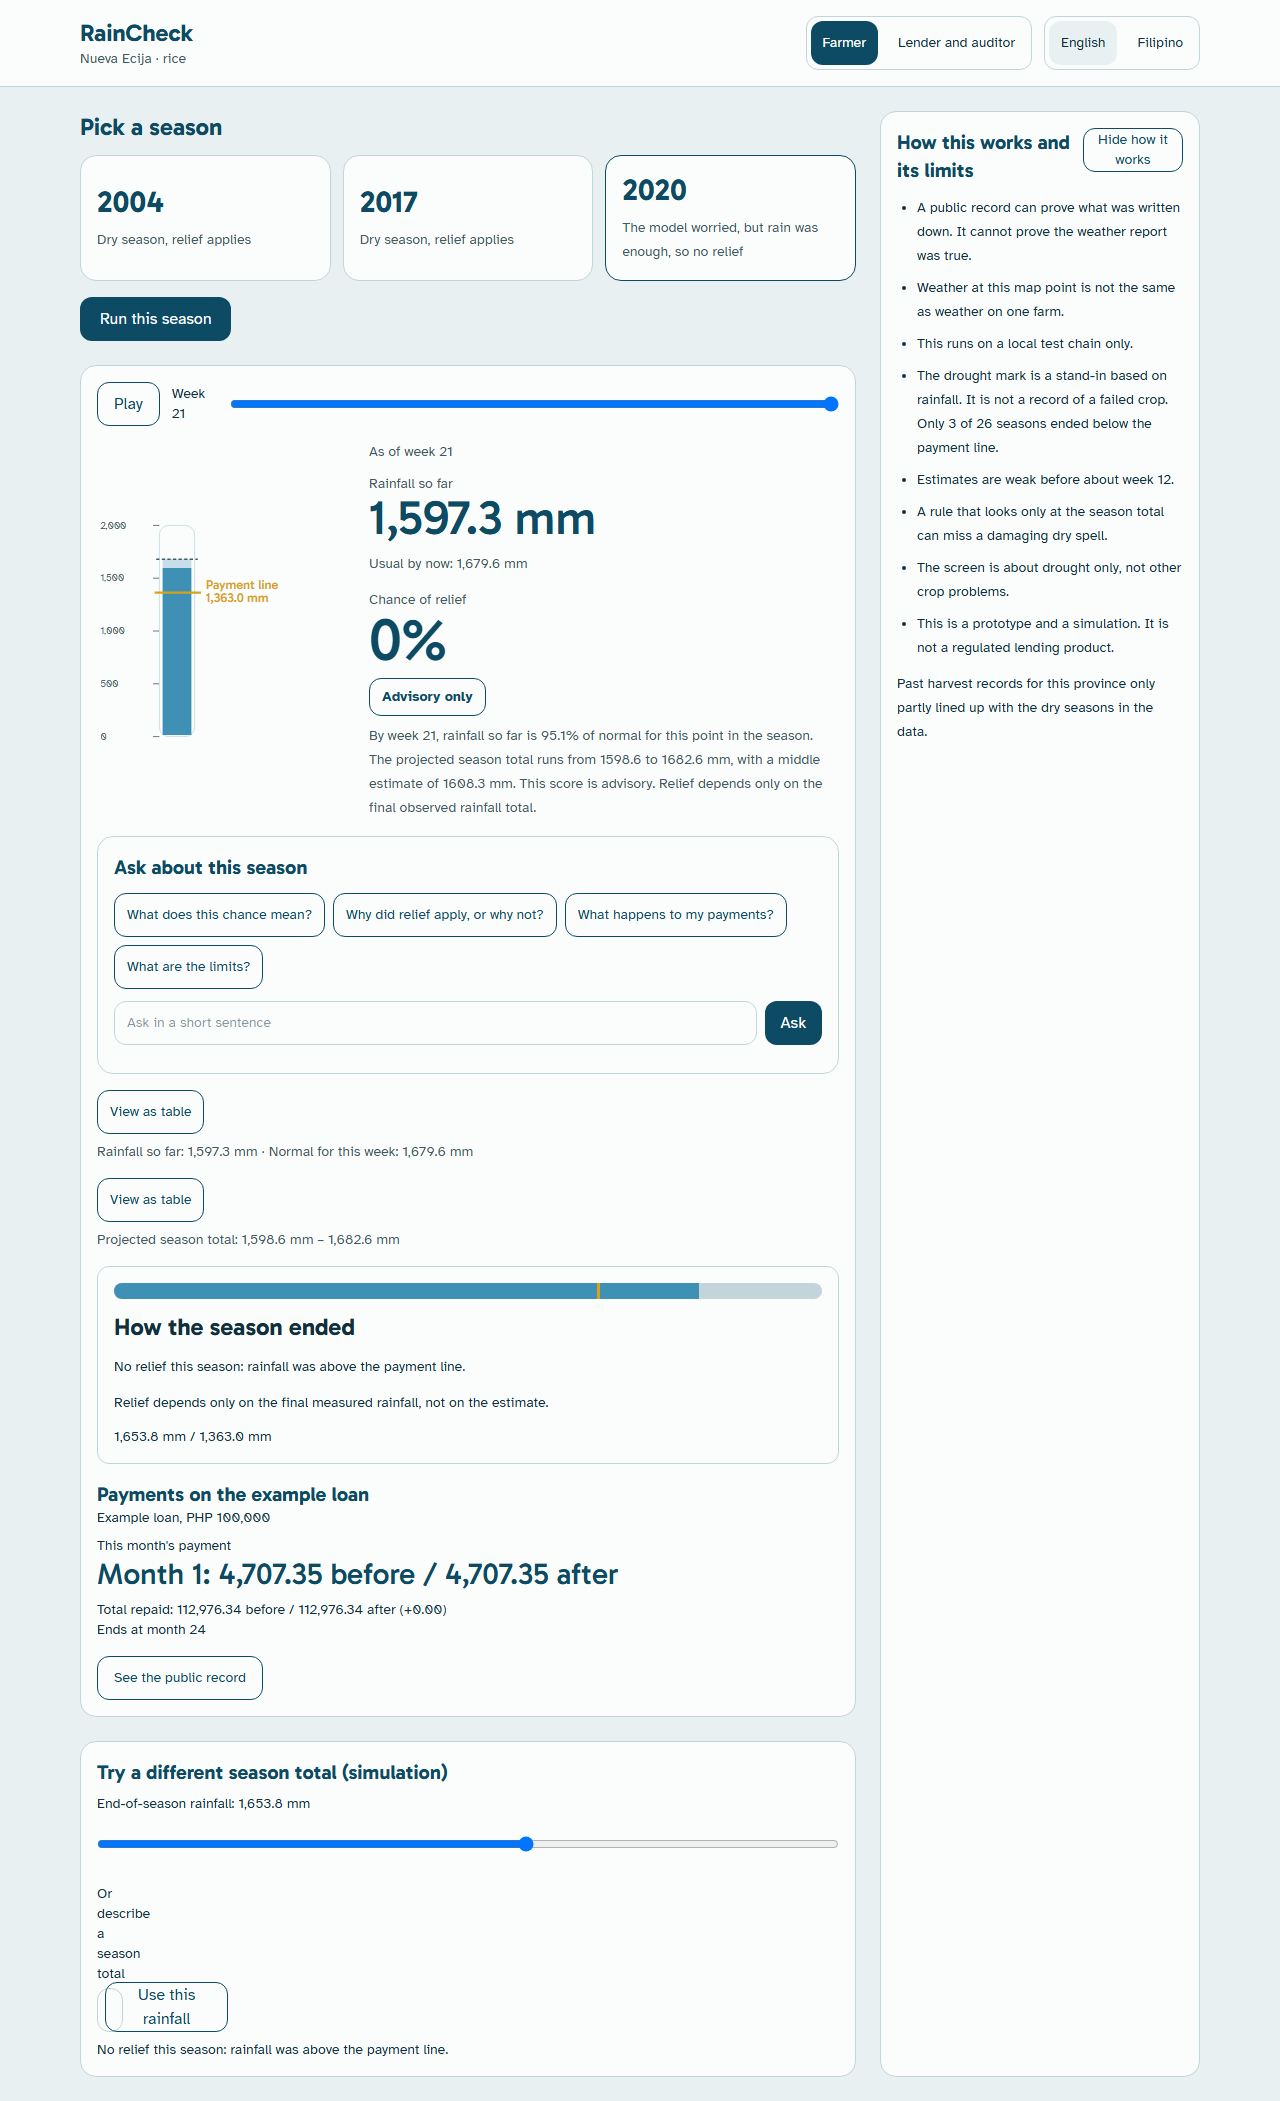 RainCheck
Nueva Ecija · rice
Farmer
Lender and auditor
English
Filipino
Pick a season
2004
Dry season, relief applies
2017
Dry season, relief applies
2020
The model worried, but rain was
enough, so no relief
Run this season
Play
Week
21
As of week 21
Rainfall so far
1,597.3 mm
Usual by now: 1,679.6 mm
2,000
1,500
1,000
500
0
Payment line
1,363.0 mm
Chance of relief
0%
Advisory only
By week 21, rainfall so far is 95.1% of normal for this point in the season.
The projected season total runs from 1598.6 to 1682.6 mm, with a middle
estimate of 1608.3 mm. This score is advisory. Relief depends only on the
final observed rainfall total.
Ask about this season
What does this chance mean?
Why did relief apply, or why not?
What happens to my payments?
What are the limits?
Ask in a short sentence
Ask
View as table
Rainfall so far: 1,597.3 mm · Normal for this week: 1,679.6 mm
View as table
Projected season total: 1,598.6 mm – 1,682.6 mm
How the season ended
No relief this season: rainfall was above the payment line.
Relief depends only on the final measured rainfall, not on the estimate.
1,653.8 mm / 1,363.0 mm
Payments on the example loan
Example loan, PHP 100,000
This month's payment
Month 1: 4,707.35 before / 4,707.35 after
Total repaid: 112,976.34 before / 112,976.34 after (+0.00)
Ends at month 24
See the public record
Try a different season total (simulation)
End-of-season rainfall: 1,653.8 mm
Or
describe
a
season
total
Use this
rainfall
No relief this season: rainfall was above the payment line.
How this works and
its limits
Hide how it
works
▪ A public record can prove what was written
down. It cannot prove the weather report
was true.
▪ Weather at this map point is not the same
as weather on one farm.
▪ This runs on a local test chain only.
▪ The drought mark is a stand-in based on
rainfall. It is not a record of a failed crop.
Only 3 of 26 seasons ended below the
payment line.
▪ Estimates are weak before about week 12.
▪ A rule that looks only at the season total
can miss a damaging dry spell.
▪ The screen is about drought only, not other
crop problems.
▪ This is a prototype and a simulation. It is
not a regulated lending product.
Past harvest records for this province only
partly lined up with the dry seasons in the
data.